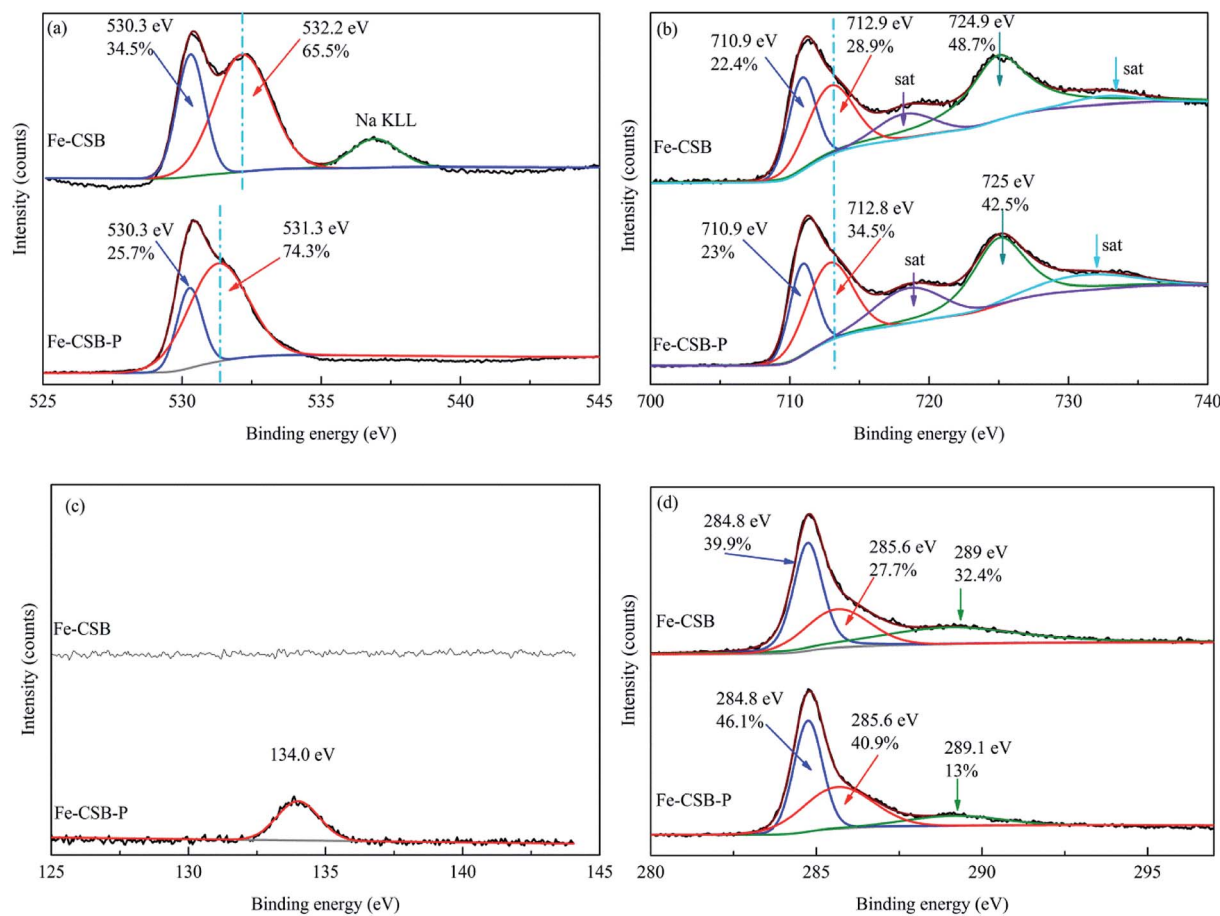 (a)
530.3 eV
34.5%
532.2 eV
65.5%
Na KLL
Fe-CSB
530.3 eV
25.7%
531.3 eV
74.3%
Fe-CSB-P
Intensity (counts)
525 530 535 540 545
Binding energy (eV)
(b)
710.9 eV
22.4%
712.9 eV
28.9%
sat
724.9 eV
48.7%
sat
Fe-CSB
710.9 eV
23%
712.8 eV
34.5%
sat
725 eV
42.5%
sat
Fe-CSB-P
Intensity (counts)
700 710 720 730 740
Binding energy (eV)
(c)
Fe-CSB
134.0 eV
Fe-CSB-P
Intensity (counts)
125 130 135 140 145
Binding energy (eV)
(d)
284.8 eV
39.9%
285.6 eV
27.7%
289 eV
32.4%
Fe-CSB
284.8 eV
46.1%
285.6 eV
40.9%
289.1 eV
13%
Fe-CSB-P
Intensity (counts)
280 285 290 295
Binding energy (eV)